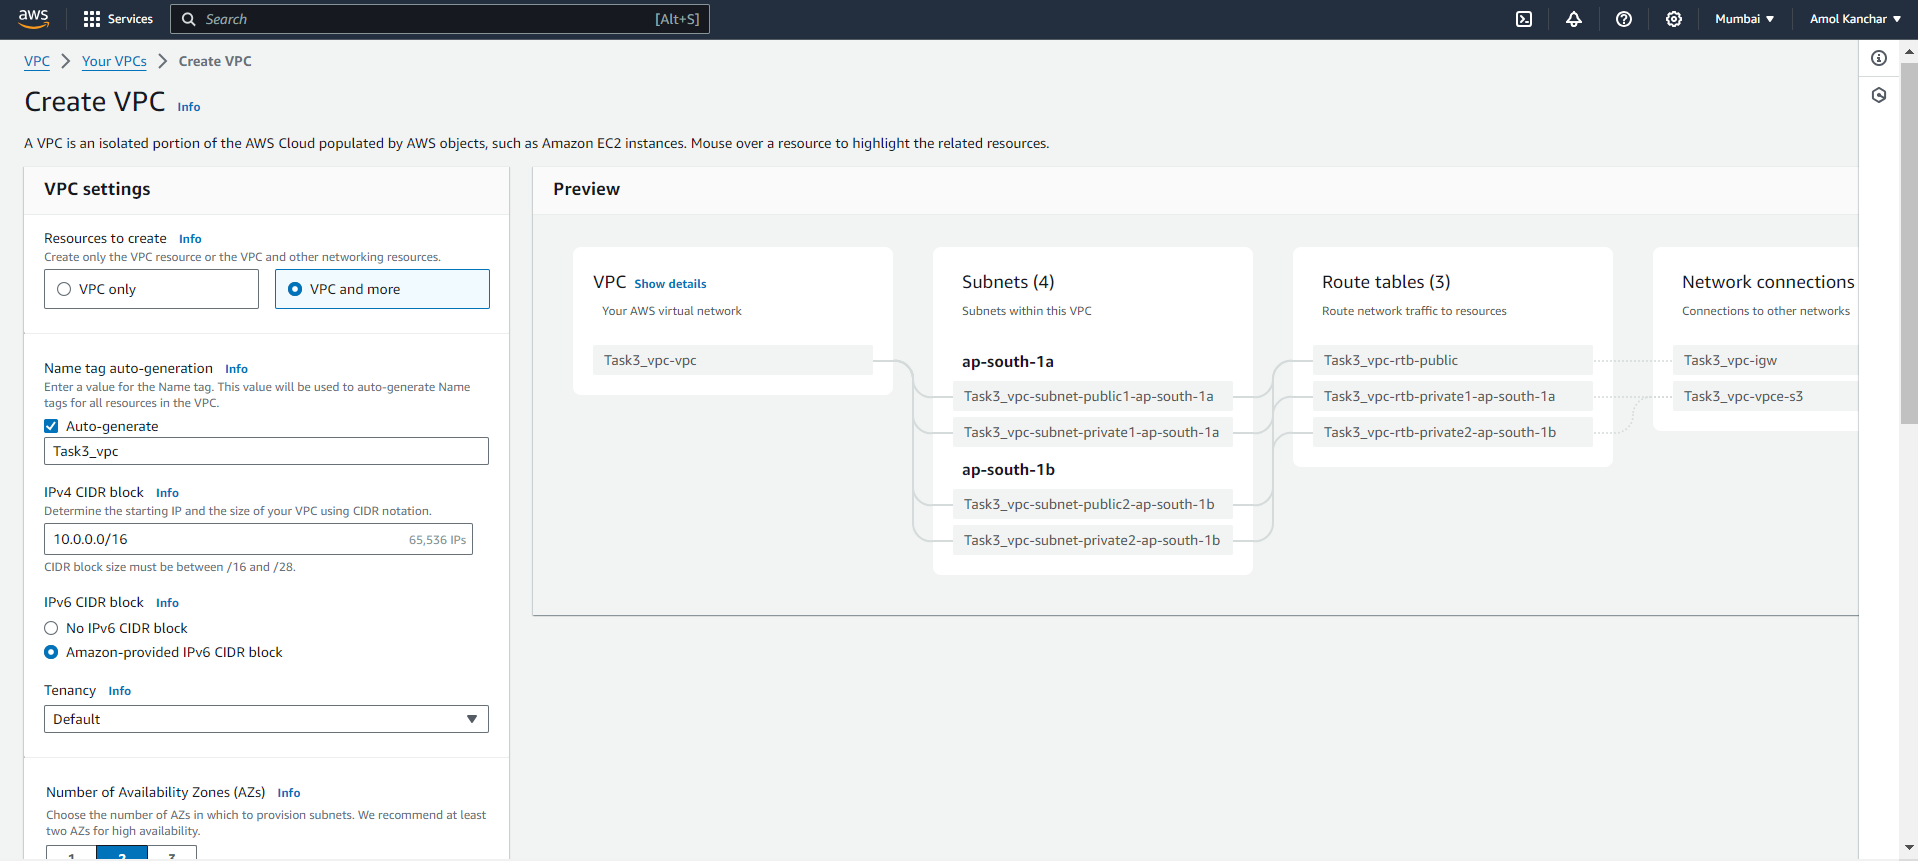 aws
Services
Search
[Alt+S]
Mumbai
Amol Kanchar
VPC
Your VPCs
Create VPC
Create VPC Info
A VPC is an isolated portion of the AWS Cloud populated by AWS objects, such as Amazon EC2 instances. Mouse over a resource to highlight the related resources.
VPC settings
Resources to create Info
Create only the VPC resource or the VPC and other networking resources.
VPC only
VPC and more
Name tag auto-generation Info
Enter a value for the Name tag. This value will be used to auto-generate Name
tags for all resources in the VPC.
Auto-generate
Task3_vpc
IPv4 CIDR block Info
Determine the starting IP and the size of your VPC using CIDR notation.
10.0.0.0/16
65,536 IPs
CIDR block size must be between /16 and /28.
IPv6 CIDR block Info
No IPv6 CIDR block
Amazon-provided IPv6 CIDR block
Tenancy Info
Default
Number of Availability Zones (AZs) Info
Choose the number of AZs in which to provision subnets. We recommend at least
two AZs for high availability.
1 2 3
Preview
VPC Show details
Your AWS virtual network
Task3_vpc-vpc
Subnets (4)
Subnets within this VPC
ap-south-1a
Task3_vpc-subnet-public1-ap-south-1a
Task3_vpc-subnet-private1-ap-south-1a
ap-south-1b
Task3_vpc-subnet-public2-ap-south-1b
Task3_vpc-subnet-private2-ap-south-1b
Route tables (3)
Route network traffic to resources
Task3_vpc-rtb-public
Task3_vpc-rtb-private1-ap-south-1a
Task3_vpc-rtb-private2-ap-south-1b
Network connections
Connections to other networks
Task3_vpc-igw
Task3_vpc-vpce-s3